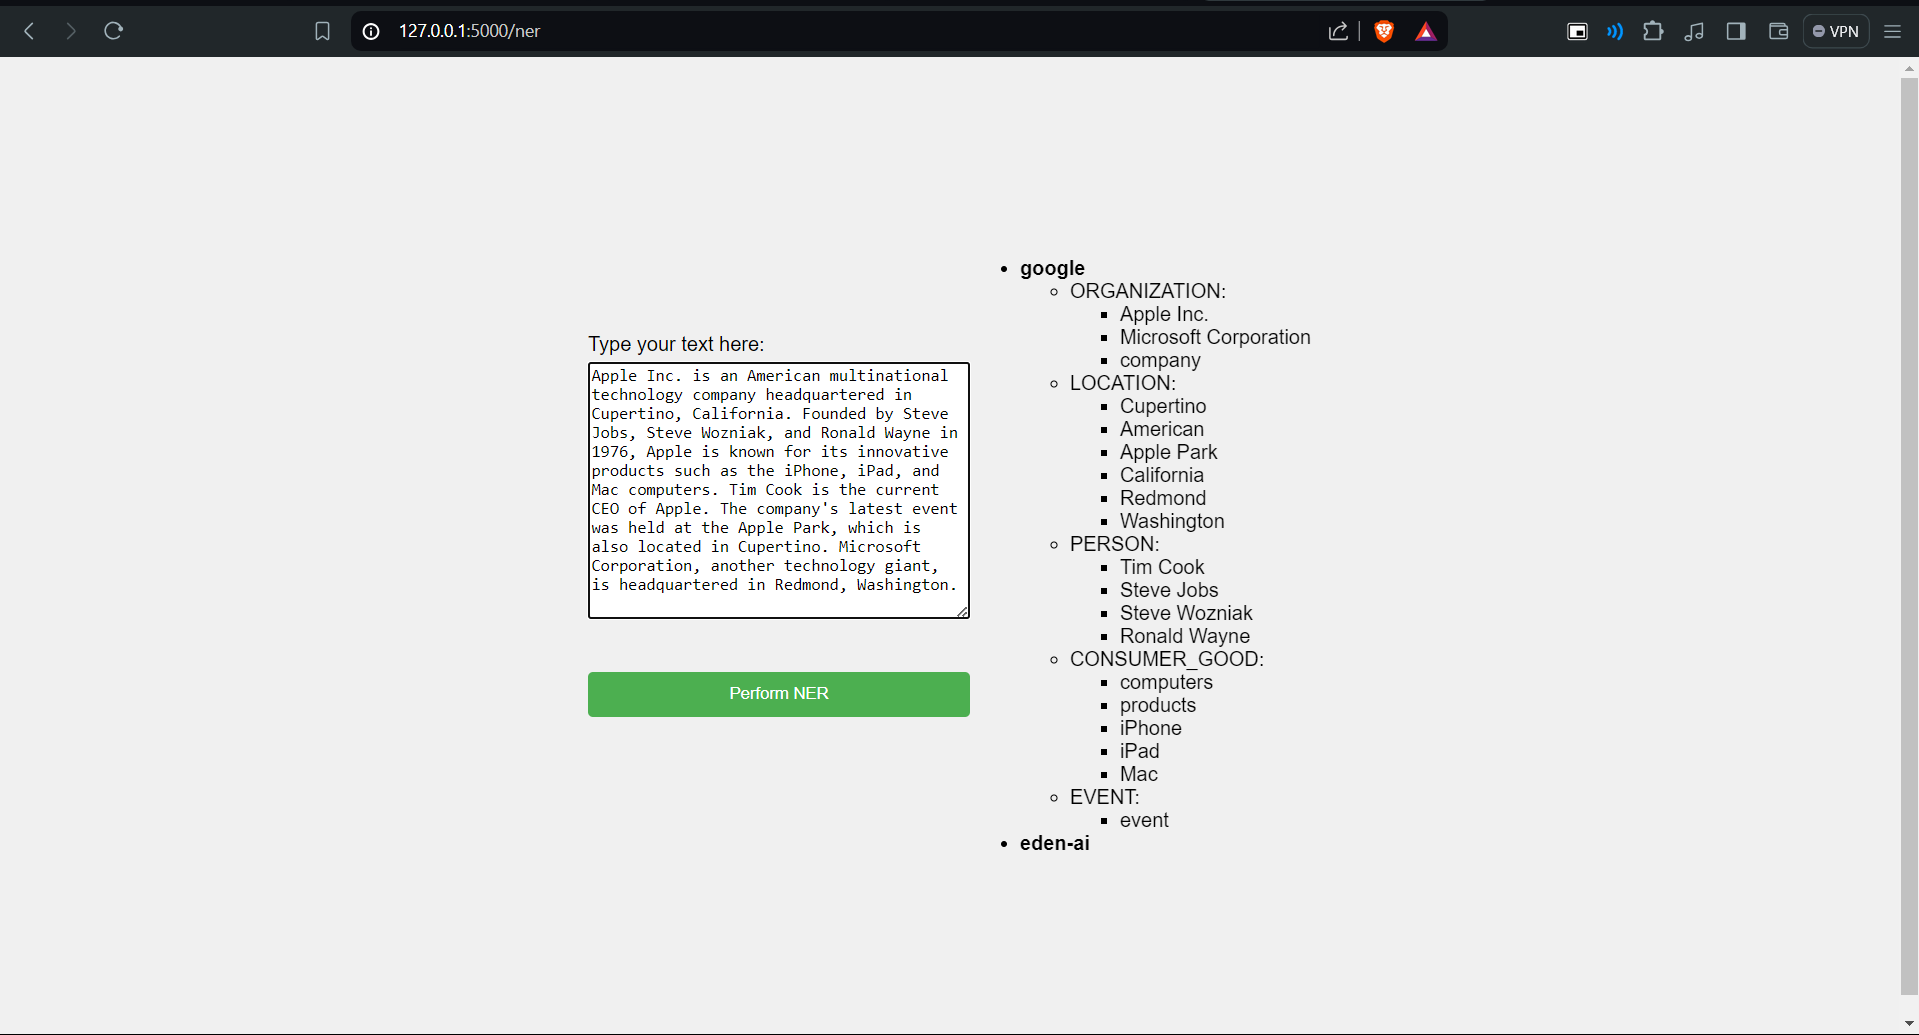 127.0.0.1:5000/ner
VPN
Type your text here:
Apple Inc. is an American multinational
technology company headquartered in
Cupertino, California. Founded by Steve
Jobs, Steve Wozniak, and Ronald Wayne in
1976, Apple is known for its innovative
products such as the iPhone, iPad, and
Mac computers. Tim Cook is the current
CEO of Apple. The company's latest event
was held at the Apple Park, which is
also located in Cupertino. Microsoft
Corporation, another technology giant,
is headquartered in Redmond, Washington.
Perform NER
google
ORGANIZATION:
Apple Inc.
Microsoft Corporation
company
LOCATION:
Cupertino
American
Apple Park
California
Redmond
Washington
PERSON:
Tim Cook
Steve Jobs
Steve Wozniak
Ronald Wayne
CONSUMER_GOOD:
computers
products
iPhone
iPad
Mac
EVENT:
event
eden-ai